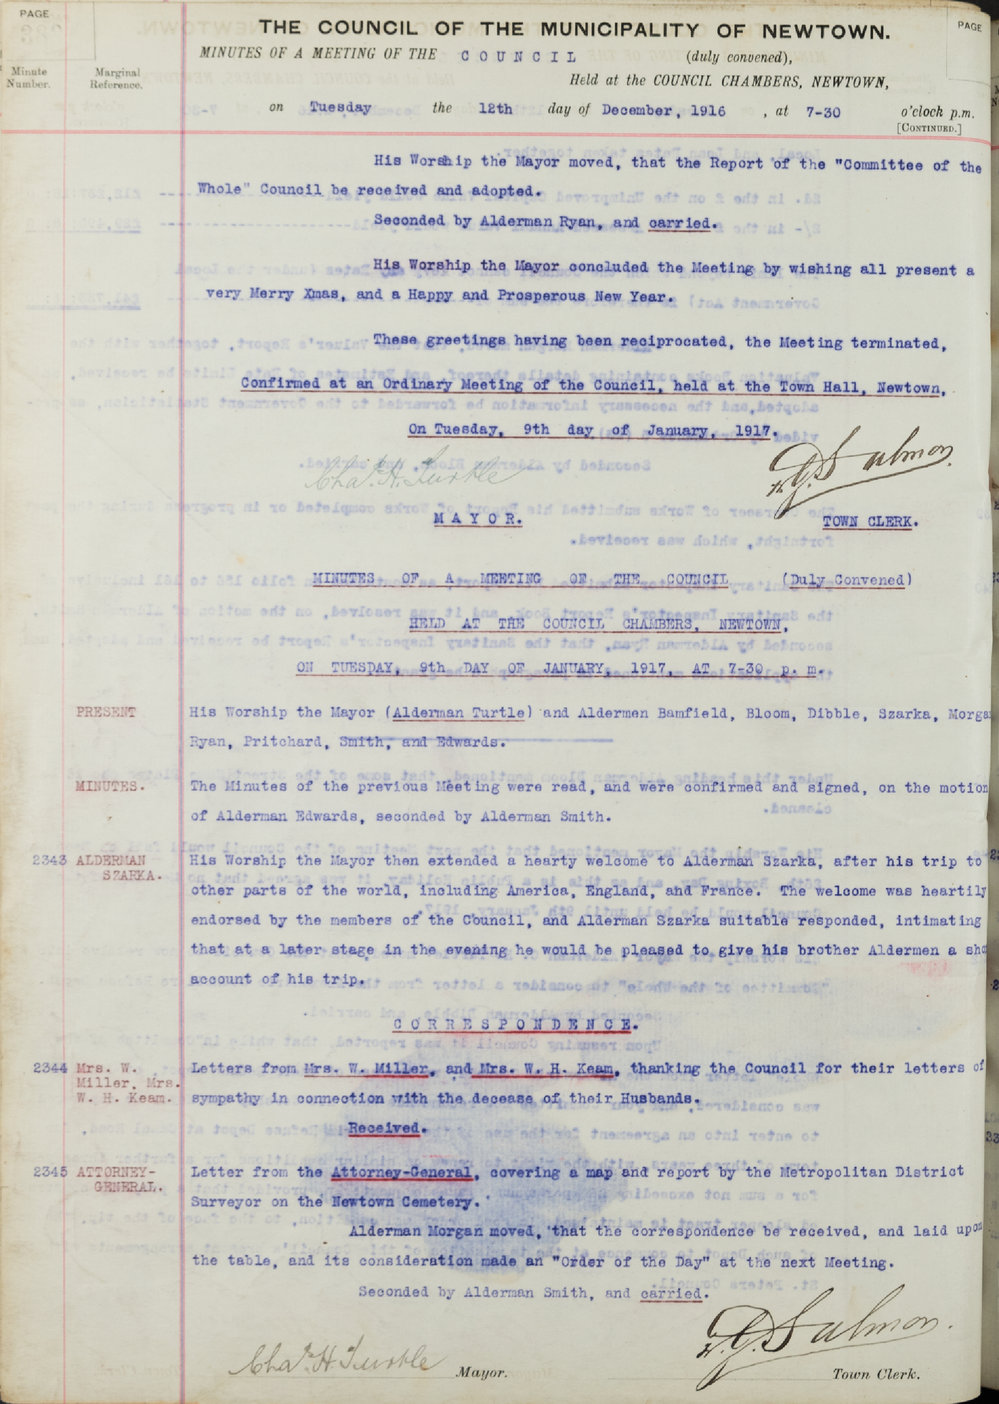 PAGE
PAGE
THE COUNCIL OF THE MUNICIPALITY OF NEWTOWN.
MINUTES OF A MEETING OF THE COUNCIL (duly convened),
Minute Number.
Marginal Reference.
Held at the COUNCIL CHAMBERS, NEWTOWN,
on Tuesday the 12th day of December, 1916, at 7-30 o'clock p.m.
[CONTINUED.]
His Worship the Mayor moved, that the Report of the "Committee of the
Whole" Council be received and adopted.
Seconded by Alderman Ryan, and carried.
His Worship the Mayor concluded the Meeting by wishing all present a
very Merry Xmas, and a Happy and Prosperous New Year.
These greetings having been reciprocated, the Meeting terminated,
Confirmed at an Ordinary Meeting of the Council, held at the Town Hall, Newtown,
On Tuesday, 9th day of January, 1917.
Chas. H. Turtle
Salmon.
MAYOR.
TOWN CLERK.
MINUTES OF A MEETING OF THE COUNCIL (Duly Convened)
HELD AT THE COUNCIL CHAMBERS, NEWTOWN,
ON TUESDAY, 9th DAY OF JANUARY, 1917, AT 7-30 p.m.
PRESENT His Worship the Mayor (Alderman Turtle) and Aldermen Bamfield, Bloom, Dibble, Szarka, Morga
Ryan, Pritchard, Smith, and Edwards.
MINUTES. The Minutes of the previous Meeting were read, and were confirmed and signed, on the motion
of Alderman Edwards, seconded by Alderman Smith.
2343 ALDERMAN His Worship the Mayor then extended a hearty welcome to Alderman Szarka, after his trip to
SZARKA.
other parts of the world, including America, England, and France. The welcome was heartily
endorsed by the members of the Council, and Alderman Szarka suitable responded, intimating
that at a later stage in the evening he would be pleased to give his brother Aldermen a sho
account of his trip.
CORRESPONDENCE.
2344 Mrs. W. Letters from Mrs. W. Miller, and Mrs. W. H. Keam, thanking the Council for their letters of
Miller, Mrs.
W. H. Keam. sympathy in connection with the decease of their Husbands.
Received.
2345 ATTORNEY- Letter from the Attorney-General, covering a map and report by the Metropolitan District
GENERAL.
Surveyor on the Newtown Cemetery.
Alderman Morgan moved, that the correspondence be received, and laid upon
the table, and its consideration made an "Order of the Day" at the next Meeting.
Seconded by Alderman Smith, and carried.
Chas. H. Turtle Mayor.
Salmon. Town Clerk.